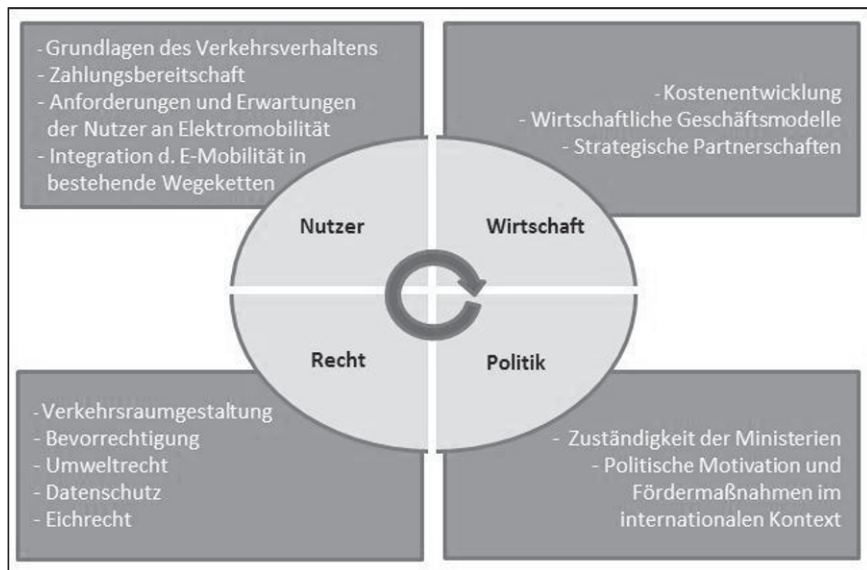 - Grundlagen des Verkehrsverhaltens
- Zahlungsbereitschaft
- Anforderungen und Erwartungen
der Nutzer an Elektromobilität
- Integration d. E-Mobilität in
bestehende Wegeketten
- Kostenentwicklung
- Wirtschaftliche Geschäftsmodelle
- Strategische Partnerschaften
Nutzer
Wirtschaft
Recht
Politik
- Verkehrsraumgestaltung
- Bevorrechtigung
- Umweltrecht
- Datenschutz
- Eichrecht
- Zuständigkeit der Ministerien
- Politische Motivation und
Fördermaßnahmen im
internationalen Kontext